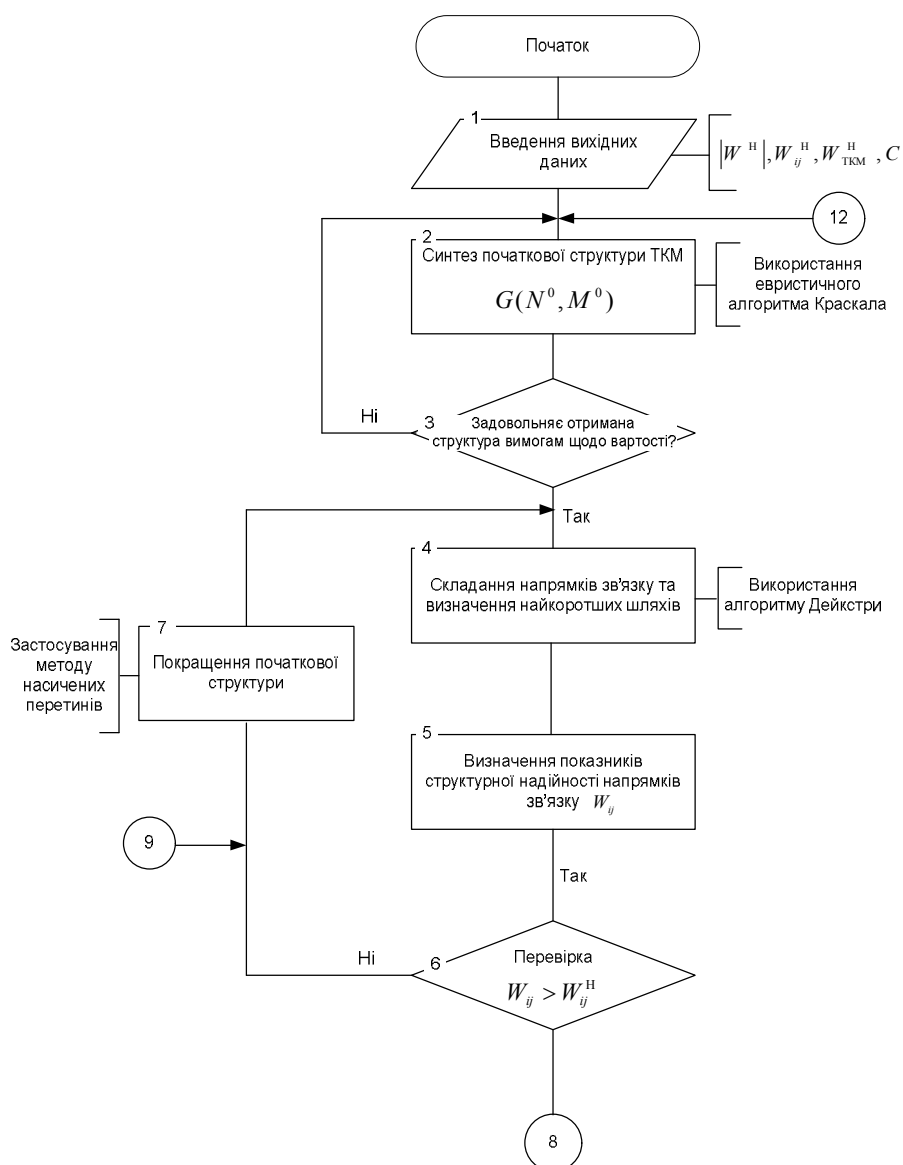 Початок
1
Введення вихідних
даних
|W ᴴ|, W_ij ᴴ, W_ТКМ ᴴ, C
12
2
Синтез початкової структури ТКМ
G(N⁰, M⁰)
Використання
евристичного
алгоритма Краскала
Ні
3
Задовольняє отримана
структура вимогам щодо вартості?
Так
4
Складання напрямків зв'язку та
визначення найкоротших шляхів
Використання
алгоритму Дейкстри
Застосування
методу
насичених
перетинів
7
Покращення початкової
структури
5
Визначення показників
структурної надійності напрямків
зв'язку W_ij
9
Так
Ні
6
Перевірка
W_ij > W_ij ᴴ
8